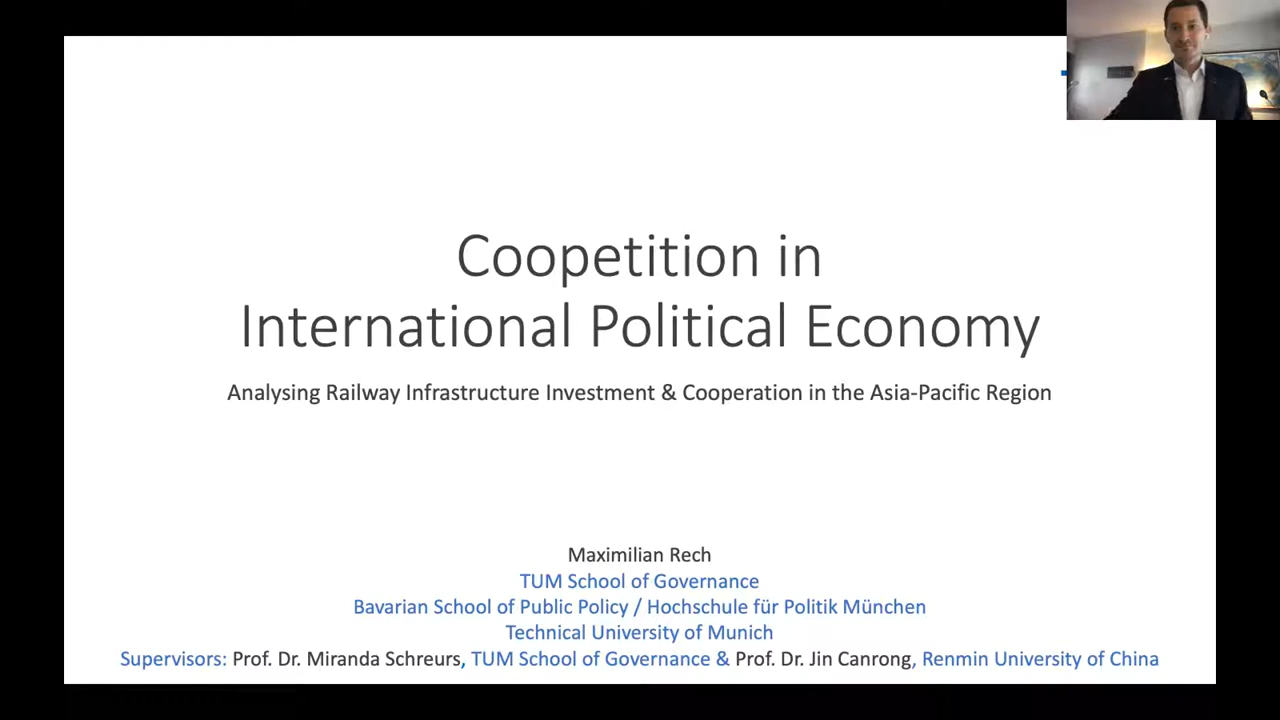 Coopetition in
International Political Economy
Analysing Railway Infrastructure Investment & Cooperation in the Asia-Pacific Region
Maximilian Rech
TUM School of Governance
Bavarian School of Public Policy / Hochschule für Politik München
Technical University of Munich
Supervisors: Prof. Dr. Miranda Schreurs, TUM School of Governance & Prof. Dr. Jin Canrong, Renmin University of China